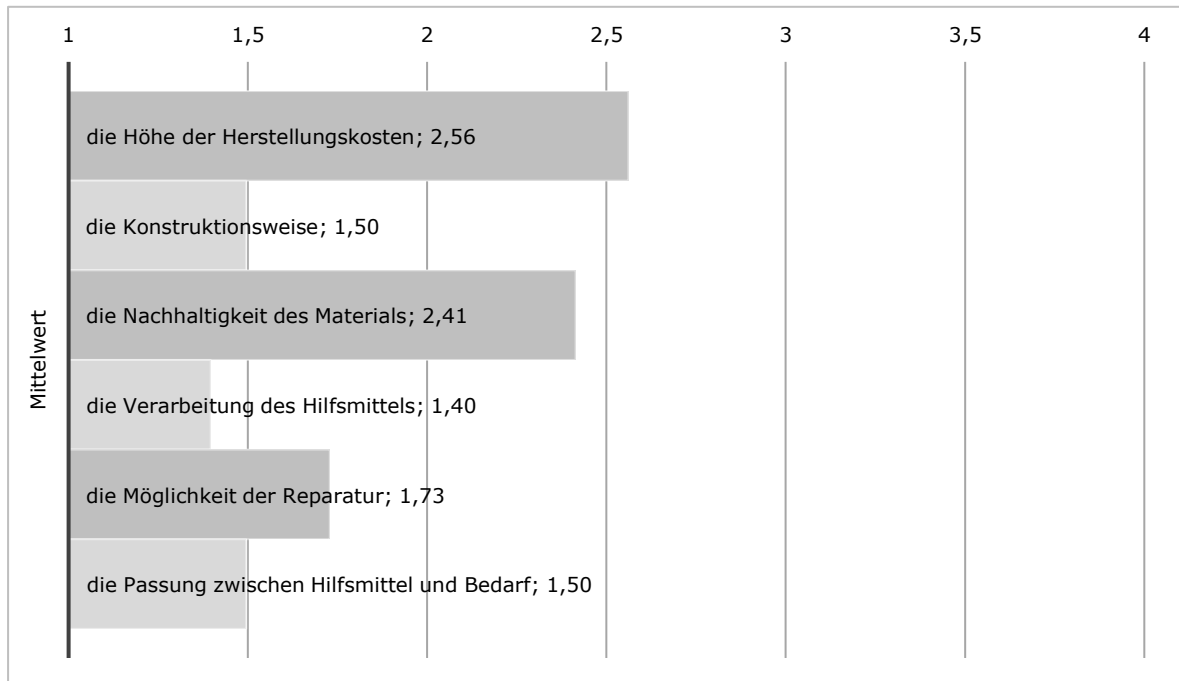 1 1,5 2 2,5 3 3,5 4
die Höhe der Herstellungskosten; 2,56
die Konstruktionsweise; 1,50
die Nachhaltigkeit des Materials; 2,41
die Verarbeitung des Hilfsmittels; 1,40
die Möglichkeit der Reparatur; 1,73
die Passung zwischen Hilfsmittel und Bedarf; 1,50
Mittelwert